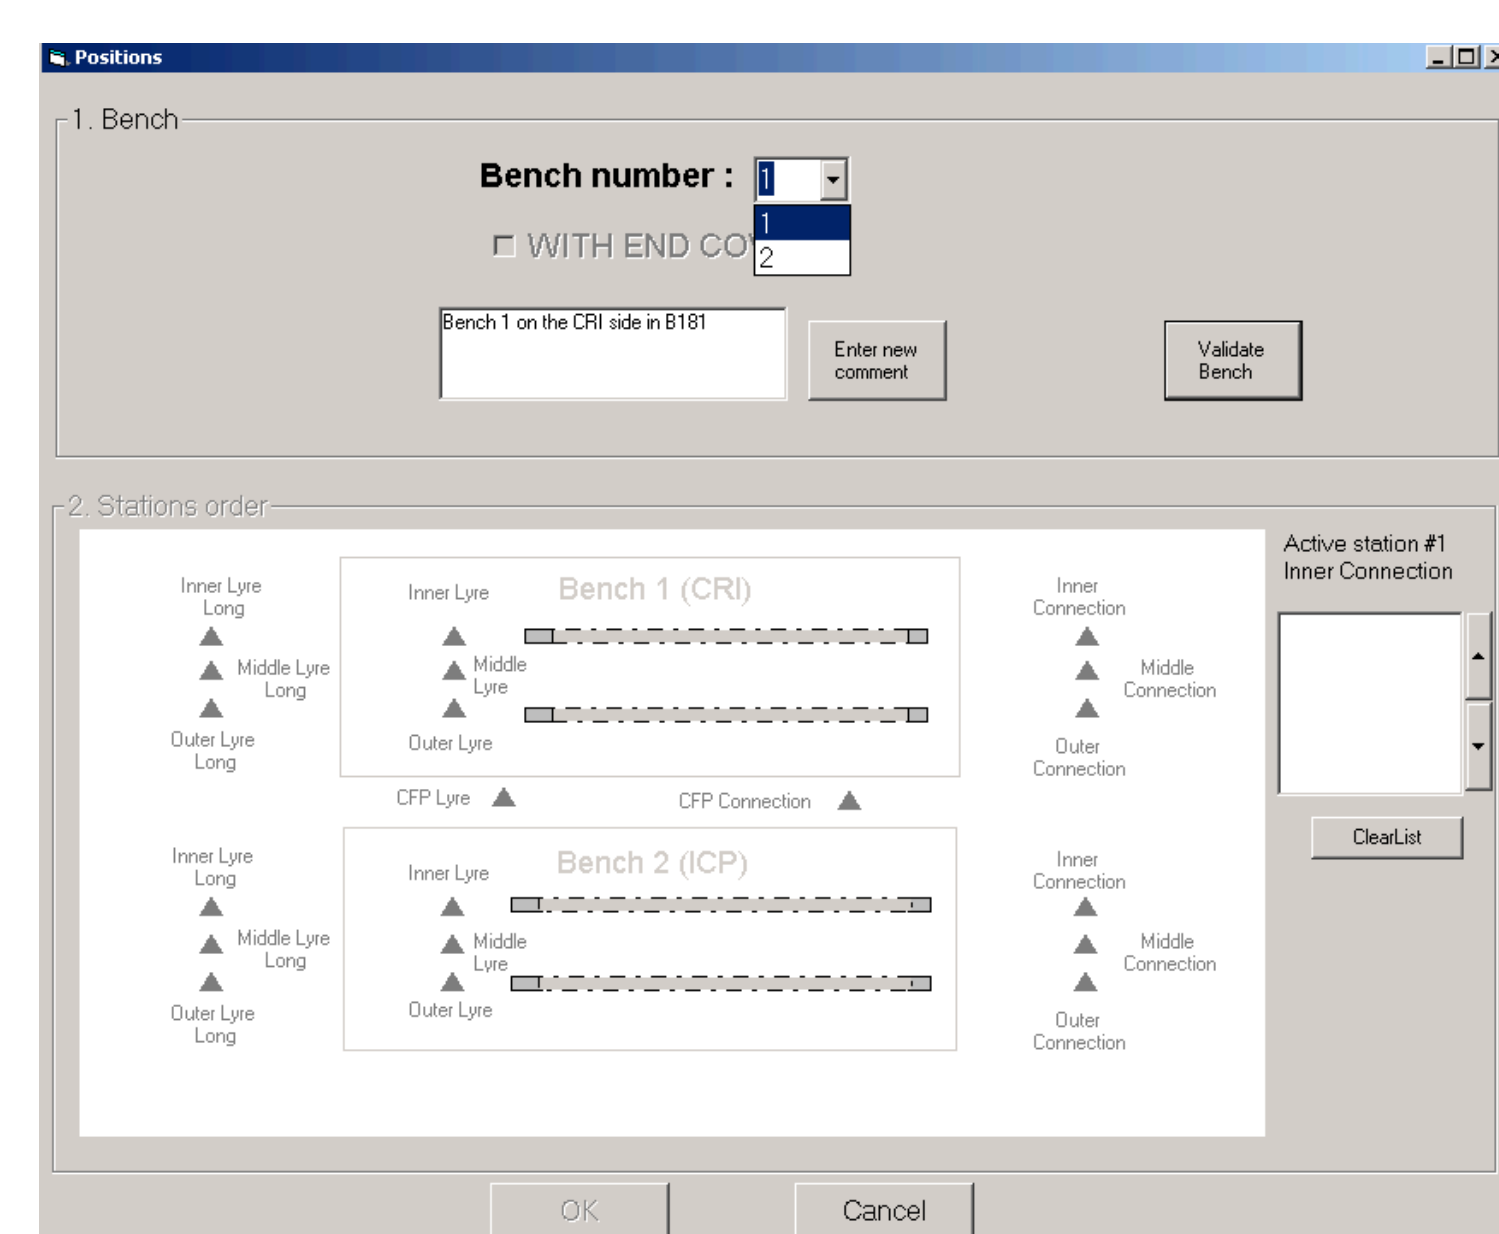 Positions
1. Bench
Bench number :
1
1
2
WITH END CO
Bench 1 on the CRI side in B181
Enter new
comment
Validate
Bench
2. Stations order
Active station #1
Inner Connection
Inner Lyre
Long
Inner Lyre
Bench 1 (CRI)
Inner
Connection
Middle Lyre
Long
Middle
Lyre
Middle
Connection
Outer Lyre
Long
Outer Lyre
Outer
Connection
CFP Lyre
CFP Connection
ClearList
Inner Lyre
Long
Inner Lyre
Bench 2 (ICP)
Inner
Connection
Middle Lyre
Long
Middle
Lyre
Middle
Connection
Outer Lyre
Long
Outer Lyre
Outer
Connection
OK
Cancel